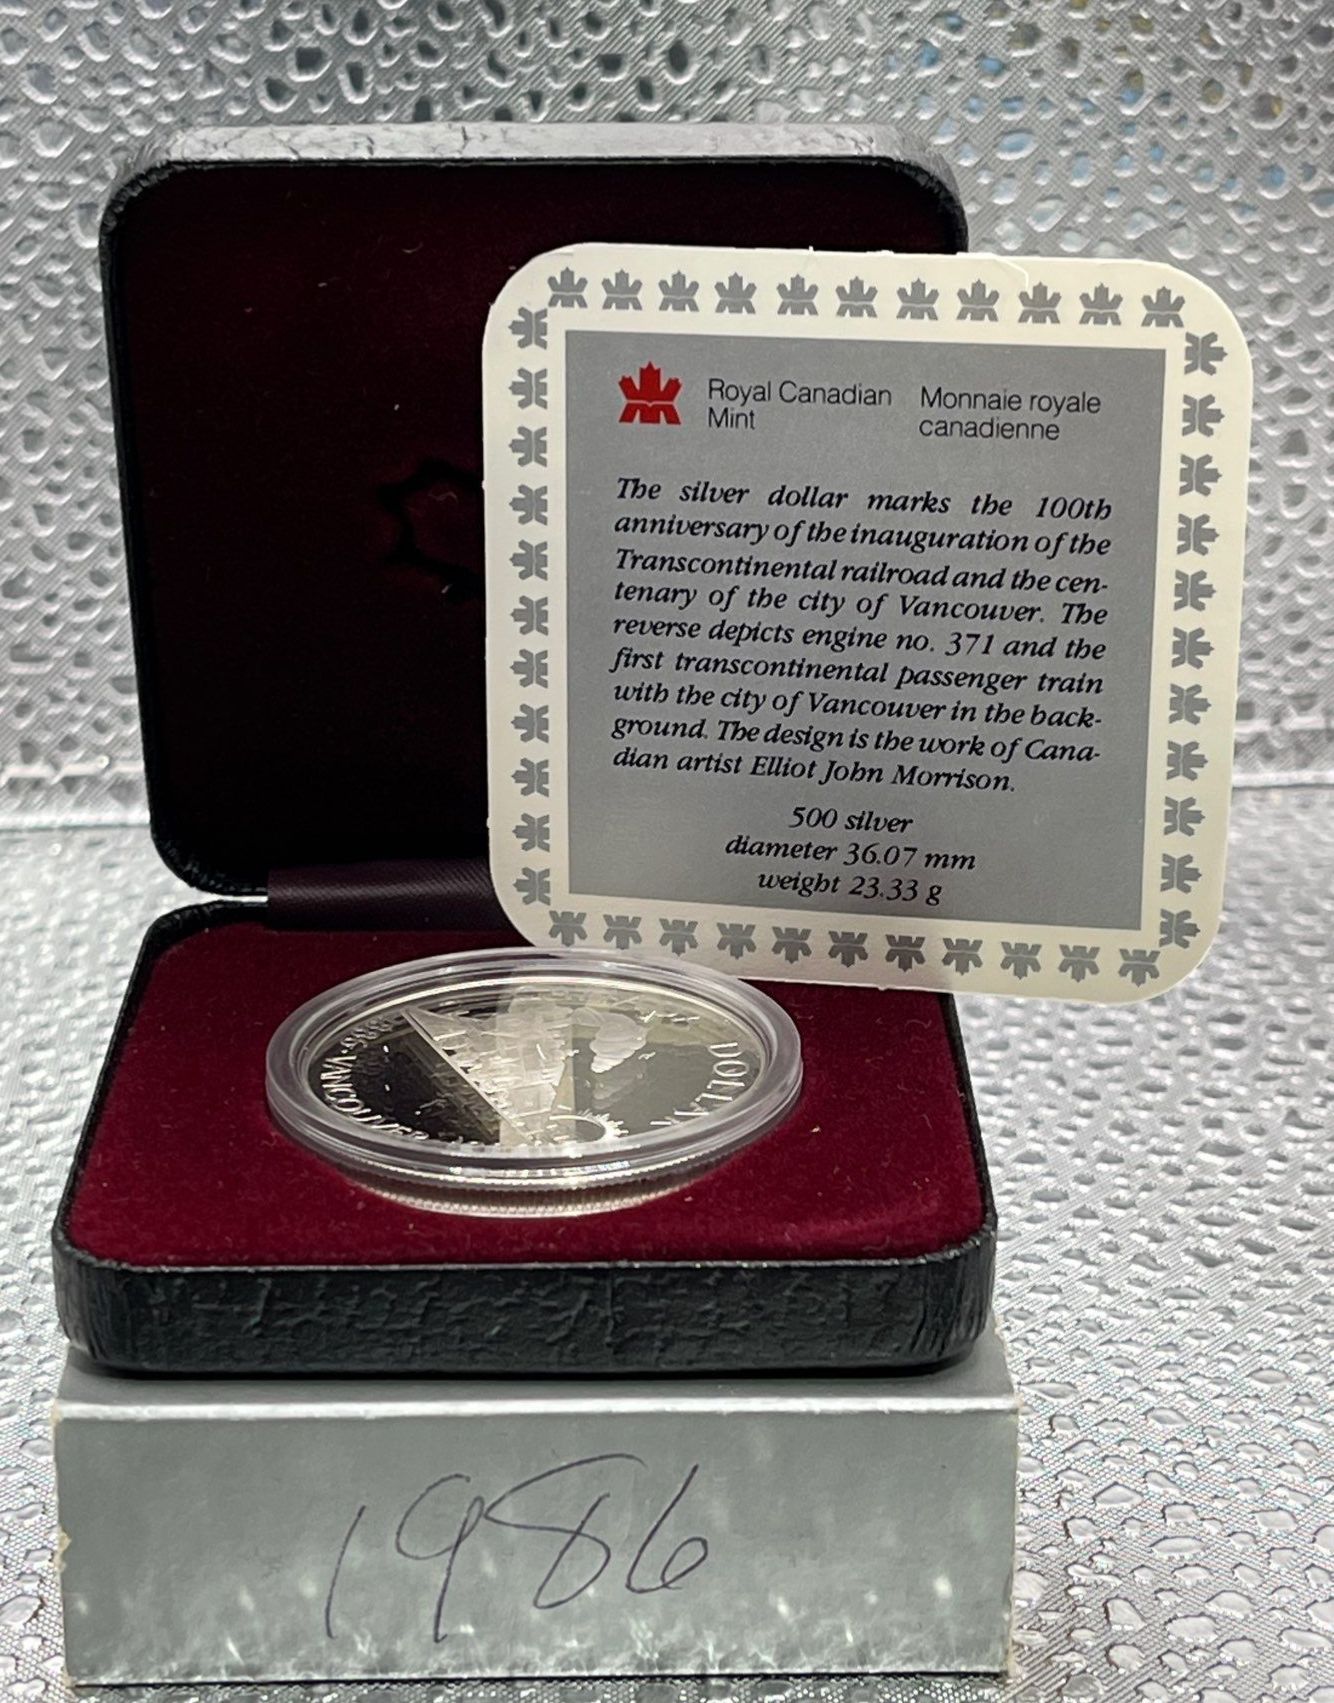 Royal Canadian Mint
Monnaie royale canadienne
The silver dollar marks the 100th
anniversary of the inauguration of the
Transcontinental railroad and the cen-
tenary of the city of Vancouver. The
reverse depicts engine no. 371 and the
first transcontinental passenger train
with the city of Vancouver in the back-
ground. The design is the work of Cana-
dian artist Elliot John Morrison.
500 silver
diameter 36.07 mm
weight 23.33 g
VANCOUVER
DOLLAR
1986